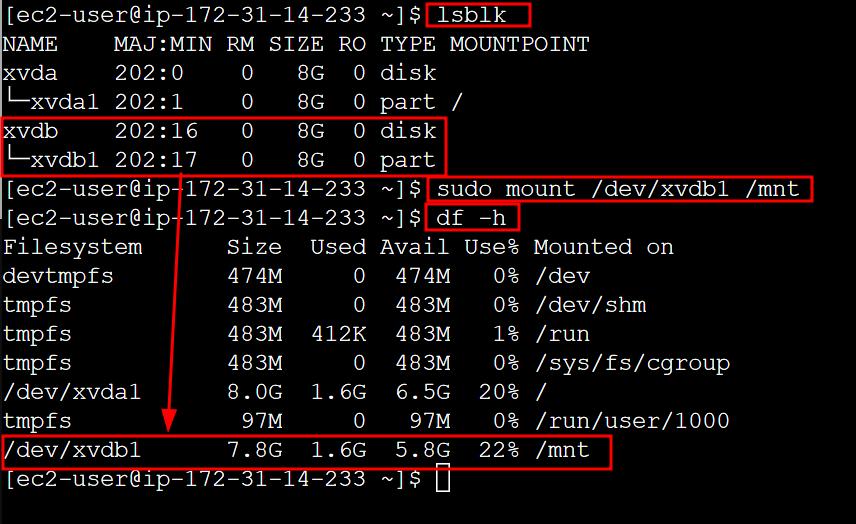 [ec2-user@ip-172-31-14-233 ~]$ lsblk
NAME    MAJ:MIN RM SIZE RO TYPE MOUNTPOINT
xvda    202:0    0   8G  0 disk
└─xvda1 202:1    0   8G  0 part /
xvdb    202:16   0   8G  0 disk
└─xvdb1 202:17   0   8G  0 part
[ec2-user@ip-172-31-14-233 ~]$ sudo mount /dev/xvdb1 /mnt
[ec2-user@ip-172-31-14-233 ~]$ df -h
Filesystem      Size  Used Avail Use% Mounted on
devtmpfs        474M     0  474M   0% /dev
tmpfs           483M     0  483M   0% /dev/shm
tmpfs           483M  412K  483M   1% /run
tmpfs           483M     0  483M   0% /sys/fs/cgroup
/dev/xvda1      8.0G  1.6G  6.5G  20% /
tmpfs            97M     0   97M   0% /run/user/1000
/dev/xvdb1      7.8G  1.6G  5.8G  22% /mnt
[ec2-user@ip-172-31-14-233 ~]$